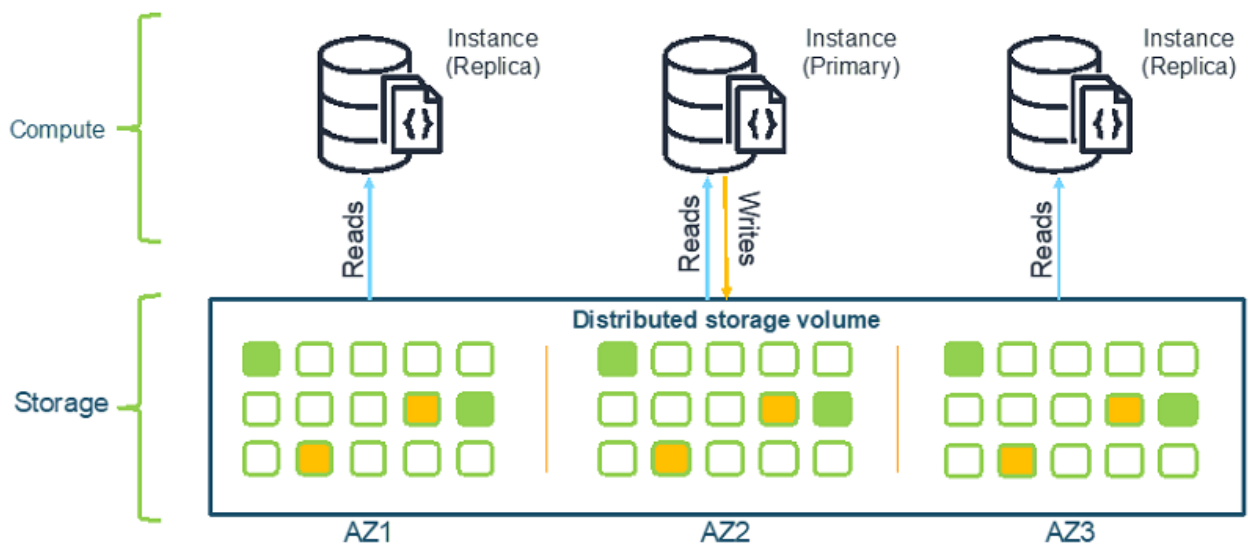 Instance
(Replica)
Instance
(Primary)
Instance
(Replica)
Compute
{}
{}
{}
Reads
Reads
Writes
Reads
Distributed storage volume
Storage
AZ1
AZ2
AZ3